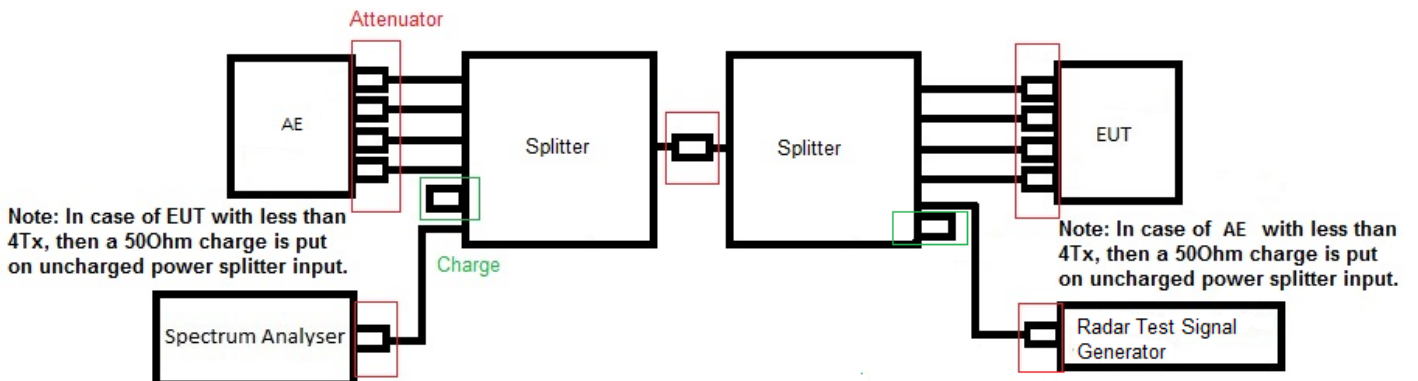 Attenuator
AE
Splitter
Splitter
EUT
Note: In case of EUT with less than
4Tx, then a 50Ohm charge is put
on uncharged power splitter input.
Note: In case of AE with less than
4Tx, then a 50Ohm charge is put
on uncharged power splitter input.
Charge
Spectrum Analyser
Radar Test Signal
Generator